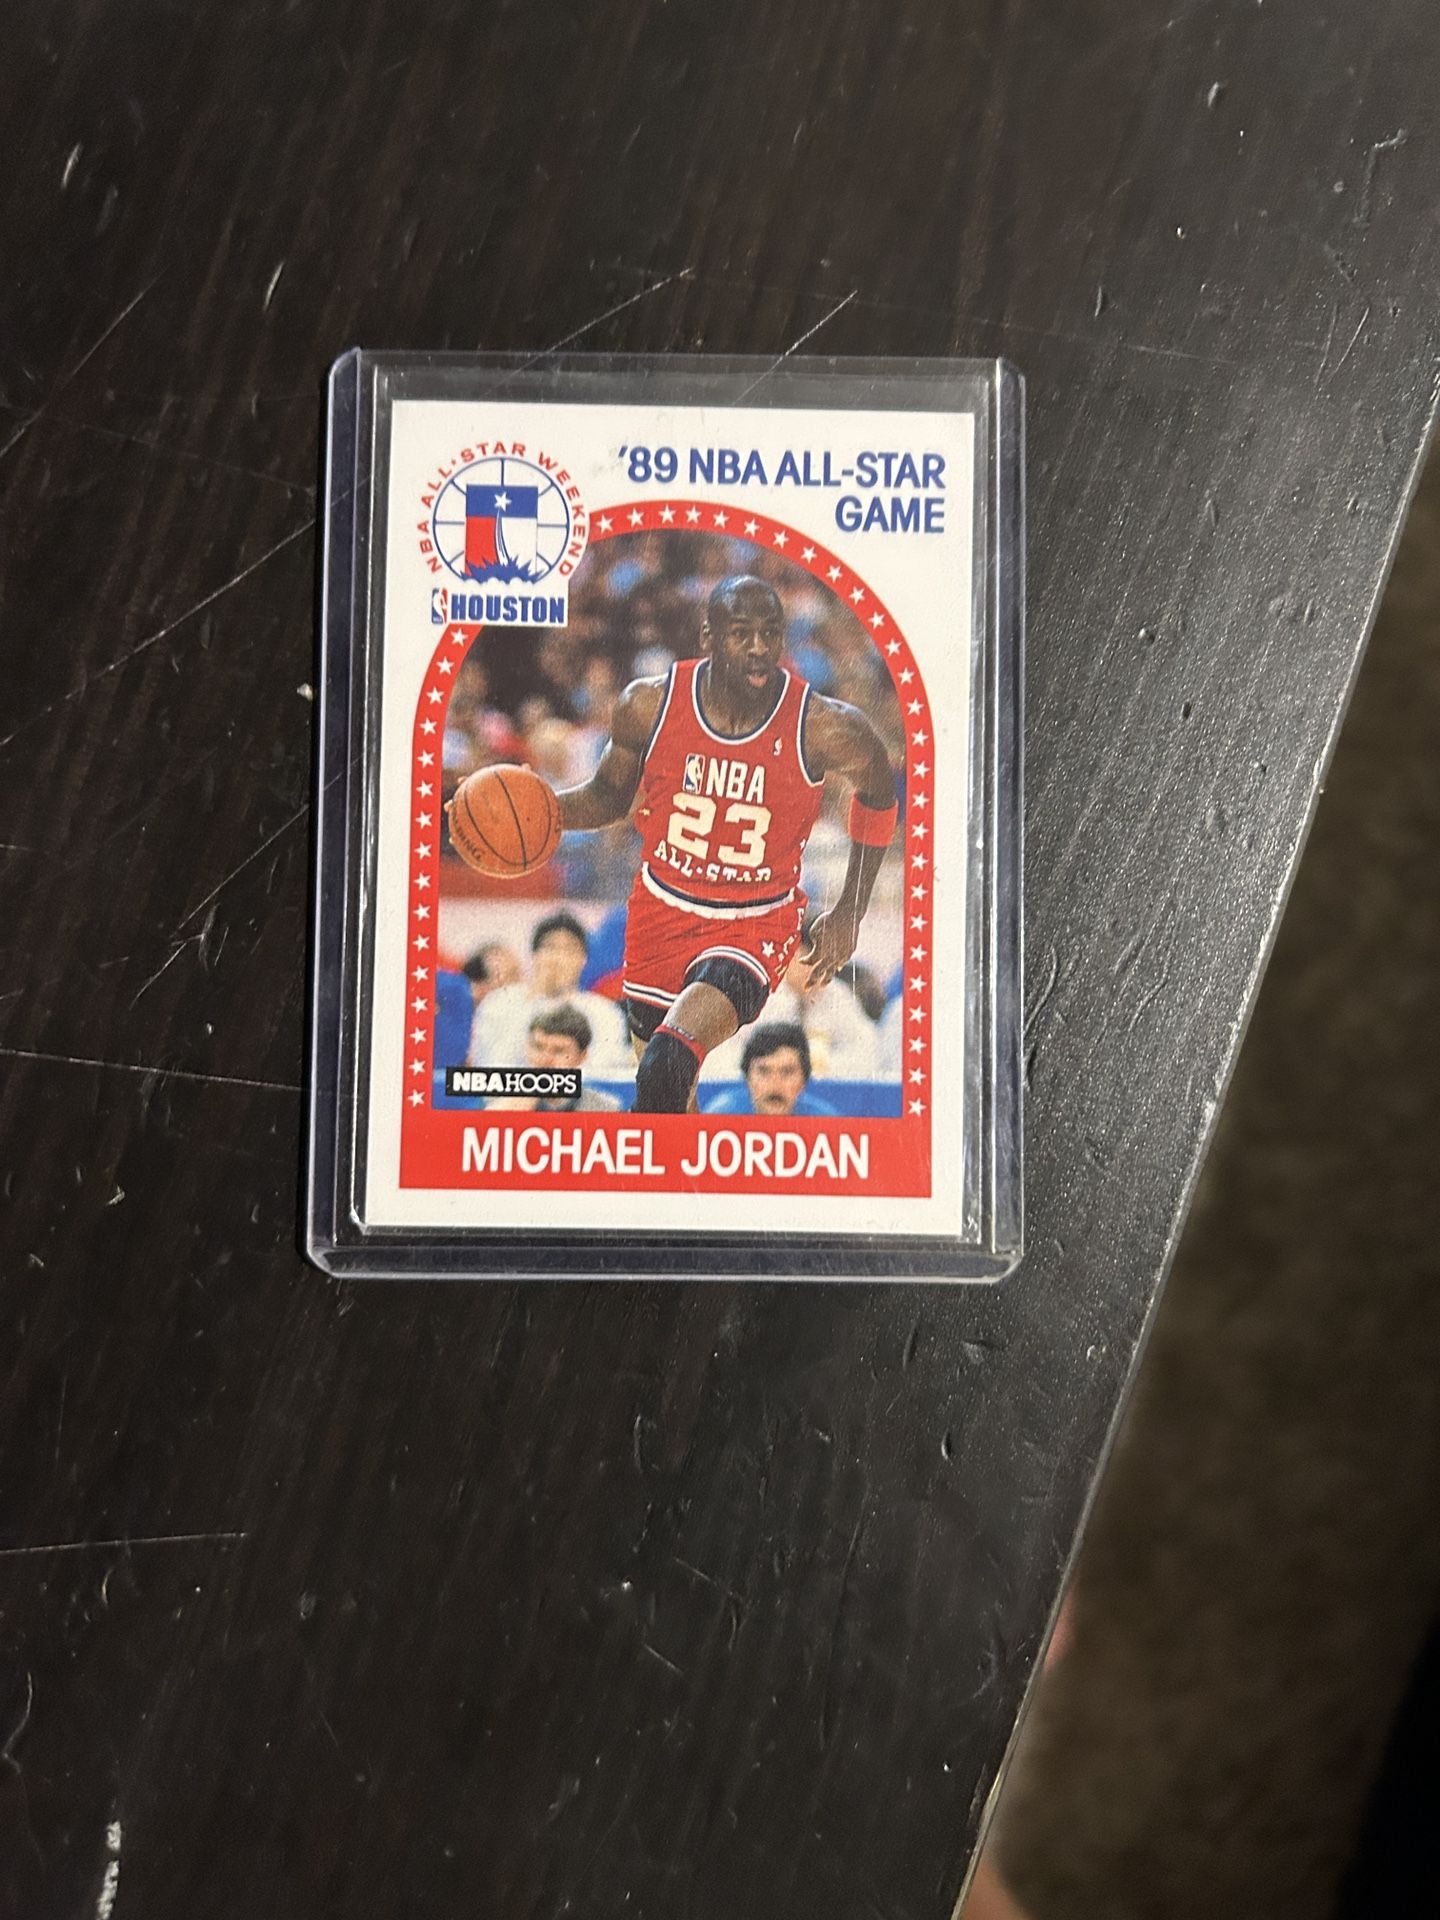 NBA ALL·STAR WEEKEND
'89 NBA ALL-STAR
GAME
HOUSTON
NBA
23
ALL·STAR
NBA HOOPS
MICHAEL JORDAN